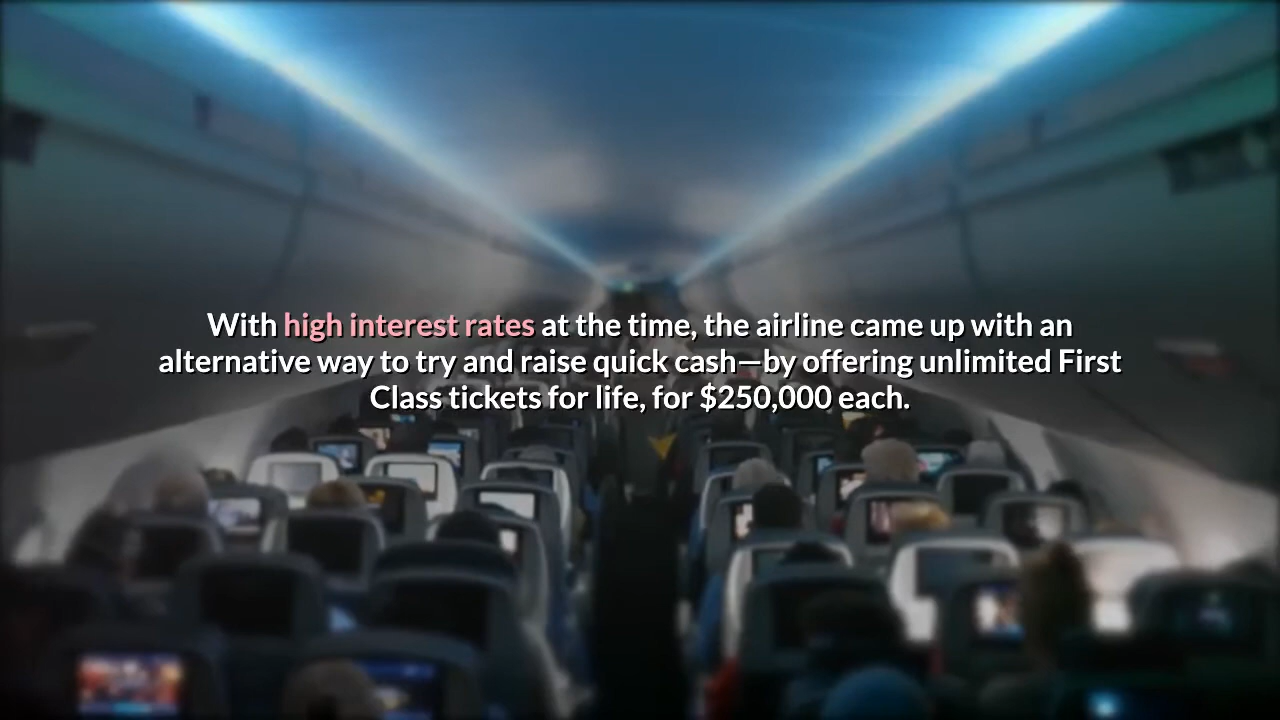 With high interest rates at the time, the airline came up with an
alternative way to try and raise quick cash—by offering unlimited First
Class tickets for life, for $250,000 each.